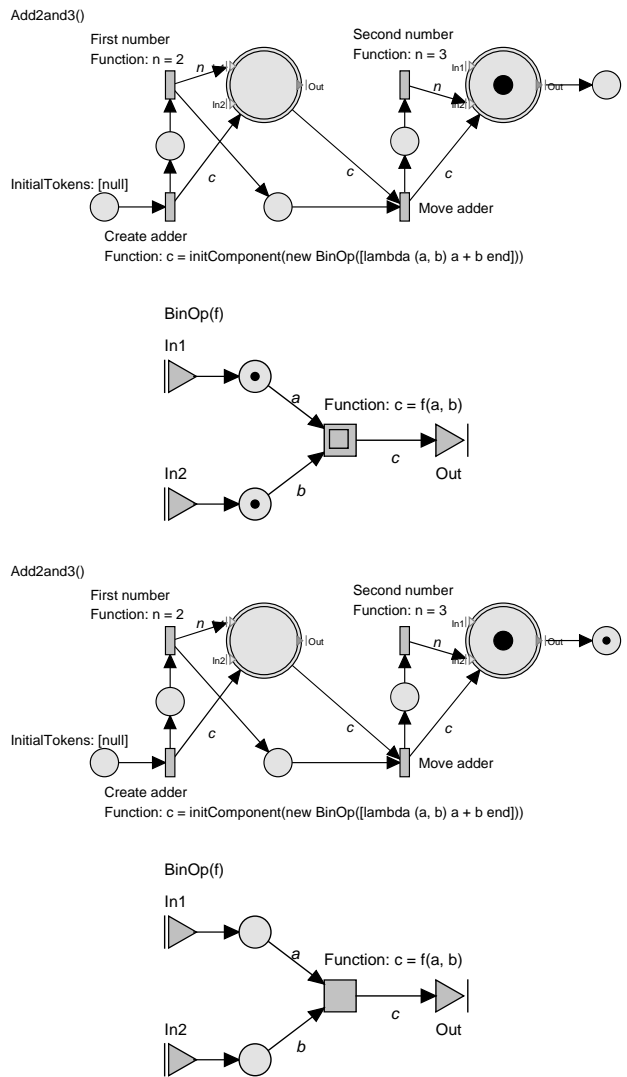 Add2and3()
First number
Function: n = 2
Second number
Function: n = 3
n
In2
Out
In1
n
In2
Out
c
c
c
InitialTokens: [null]
Move adder
Create adder
Function: c = initComponent(new BinOp([lambda (a, b) a + b end]))
BinOp(f)
In1
a
Function: c = f(a, b)
c
In2
b
Out
Add2and3()
First number
Function: n = 2
Second number
Function: n = 3
n
In2
Out
In1
n
In2
Out
c
c
c
InitialTokens: [null]
Move adder
Create adder
Function: c = initComponent(new BinOp([lambda (a, b) a + b end]))
BinOp(f)
In1
a
Function: c = f(a, b)
c
In2
b
Out